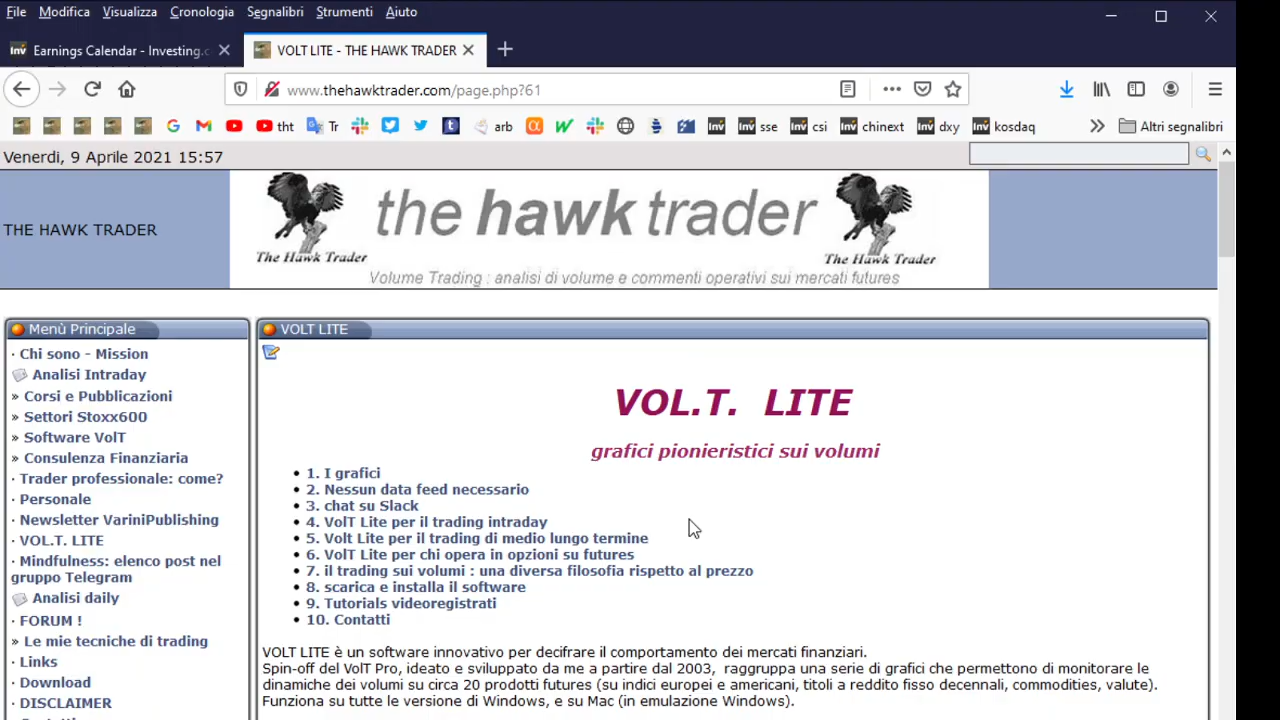 File Modifica Visualizza Cronologia Segnalibri Strumenti Aiuto
Inv Earnings Calendar - Investing.c
VOLT LITE - THE HAWK TRADER
www.thehawktrader.com/page.php?61
tht Tr arb Inv Inv sse Inv csi Inv chinext Inv dxy Inv kosdaq Altri segnalibri
Venerdi, 9 Aprile 2021 15:57
THE HAWK TRADER
the hawk trader
The Hawk Trader
The Hawk Trader
Volume Trading : analisi di volume e commenti operativi sui mercati futures
Menù Principale
· Chi sono - Mission
Analisi Intraday
» Corsi e Pubblicazioni
» Settori Stoxx600
» Software VolT
» Consulenza Finanziaria
· Trader professionale: come?
· Personale
· Newsletter VariniPublishing
· VOL.T. LITE
· Mindfulness: elenco post nel
gruppo Telegram
Analisi daily
· FORUM !
» Le mie tecniche di trading
· Links
· Download
· DISCLAIMER
VOLT LITE
VOL.T. LITE
grafici pionieristici sui volumi
• 1. I grafici
• 2. Nessun data feed necessario
• 3. chat su Slack
• 4. VolT Lite per il trading intraday
• 5. Volt Lite per il trading di medio lungo termine
• 6. VolT Lite per chi opera in opzioni su futures
• 7. il trading sui volumi : una diversa filosofia rispetto al prezzo
• 8. scarica e installa il software
• 9. Tutorials videoregistrati
• 10. Contatti
VOLT LITE è un software innovativo per decifrare il comportamento dei mercati finanziari.
Spin-off del VolT Pro, ideato e sviluppato da me a partire dal 2003, raggruppa una serie di grafici che permettono di monitorare le
dinamiche dei volumi su circa 20 prodotti futures (su indici europei e americani, titoli a reddito fisso decennali, commodities, valute).
Funziona su tutte le versione di Windows, e su Mac (in emulazione Windows).